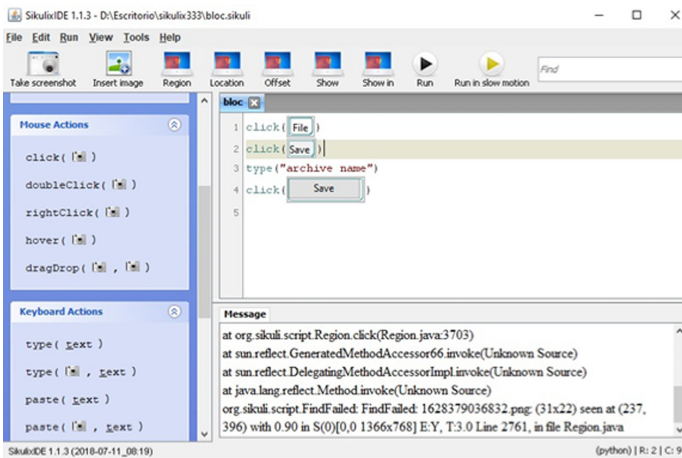 SikulixIDE 1.1.3 - D:\Escritorio\sikulix333\bloc.sikuli
File Edit Run View Tools Help
Take screenshot Insert image Region Location Offset Show Show in Run Run in slow motion Find
bloc
Mouse Actions
click( )
doubleClick( )
rightClick( )
hover( )
dragDrop( , )
Keyboard Actions
type( text )
type( , text )
paste( text )
paste( , text )
1 click( File )
2 click( Save )
3 type("archive name")
4 click( Save )
5
Message
at org.sikuli.script.Region.click(Region.java:3703)
at sun.reflect.GeneratedMethodAccessor66.invoke(Unknown Source)
at sun.reflect.DelegatingMethodAccessorImpl.invoke(Unknown Source)
at java.lang.reflect.Method.invoke(Unknown Source)
org.sikuli.script.FindFailed: FindFailed: 1628379036832.png: (31x22) seen at (237,
396) with 0.90 in S(0)[0,0 1366x768] E:Y, T:3.0 Line 2761, in file Region.java
SikulixIDE 1.1.3 (2018-07-11_08:19) (python) | R: 2 | C: 9